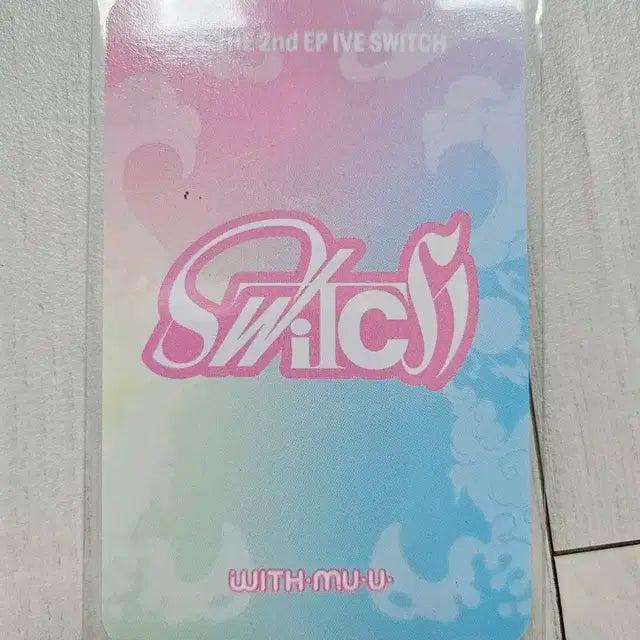 THE 2nd EP IVE SWITCH
SWiTCH
WITH·MU·U·